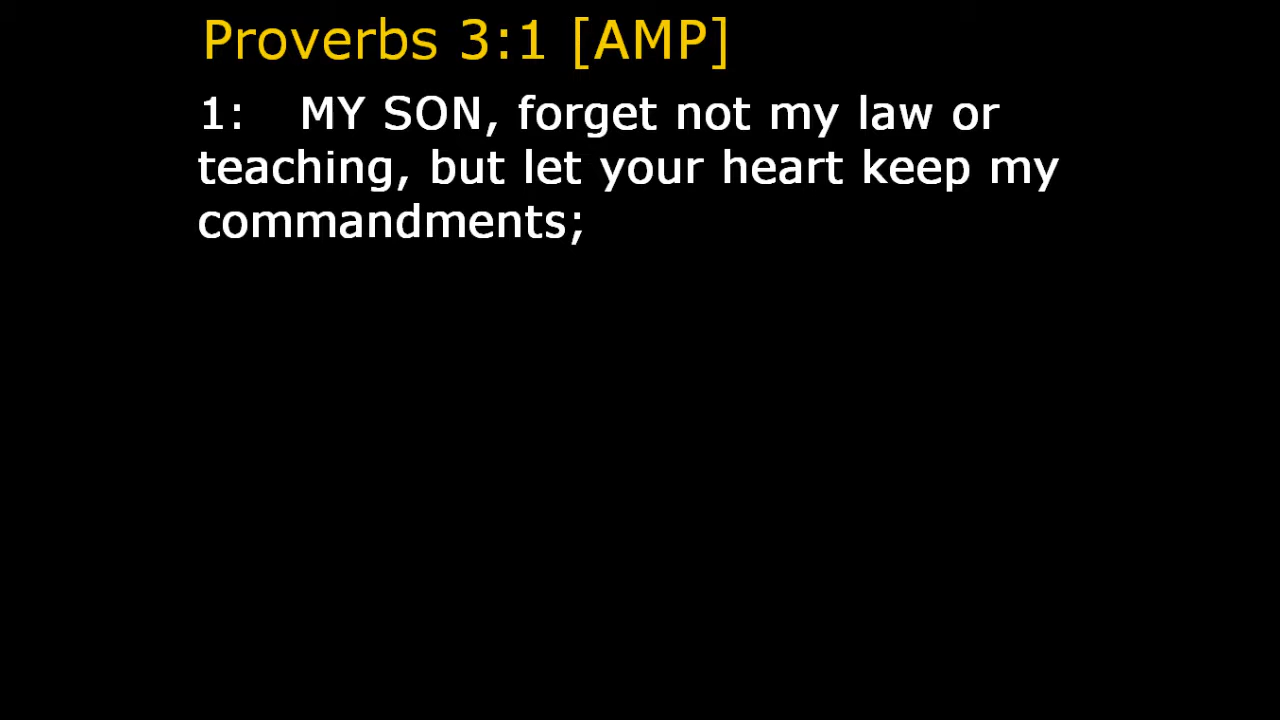 Proverbs 3:1 [AMP]
1: MY SON, forget not my law or
teaching, but let your heart keep my
commandments;